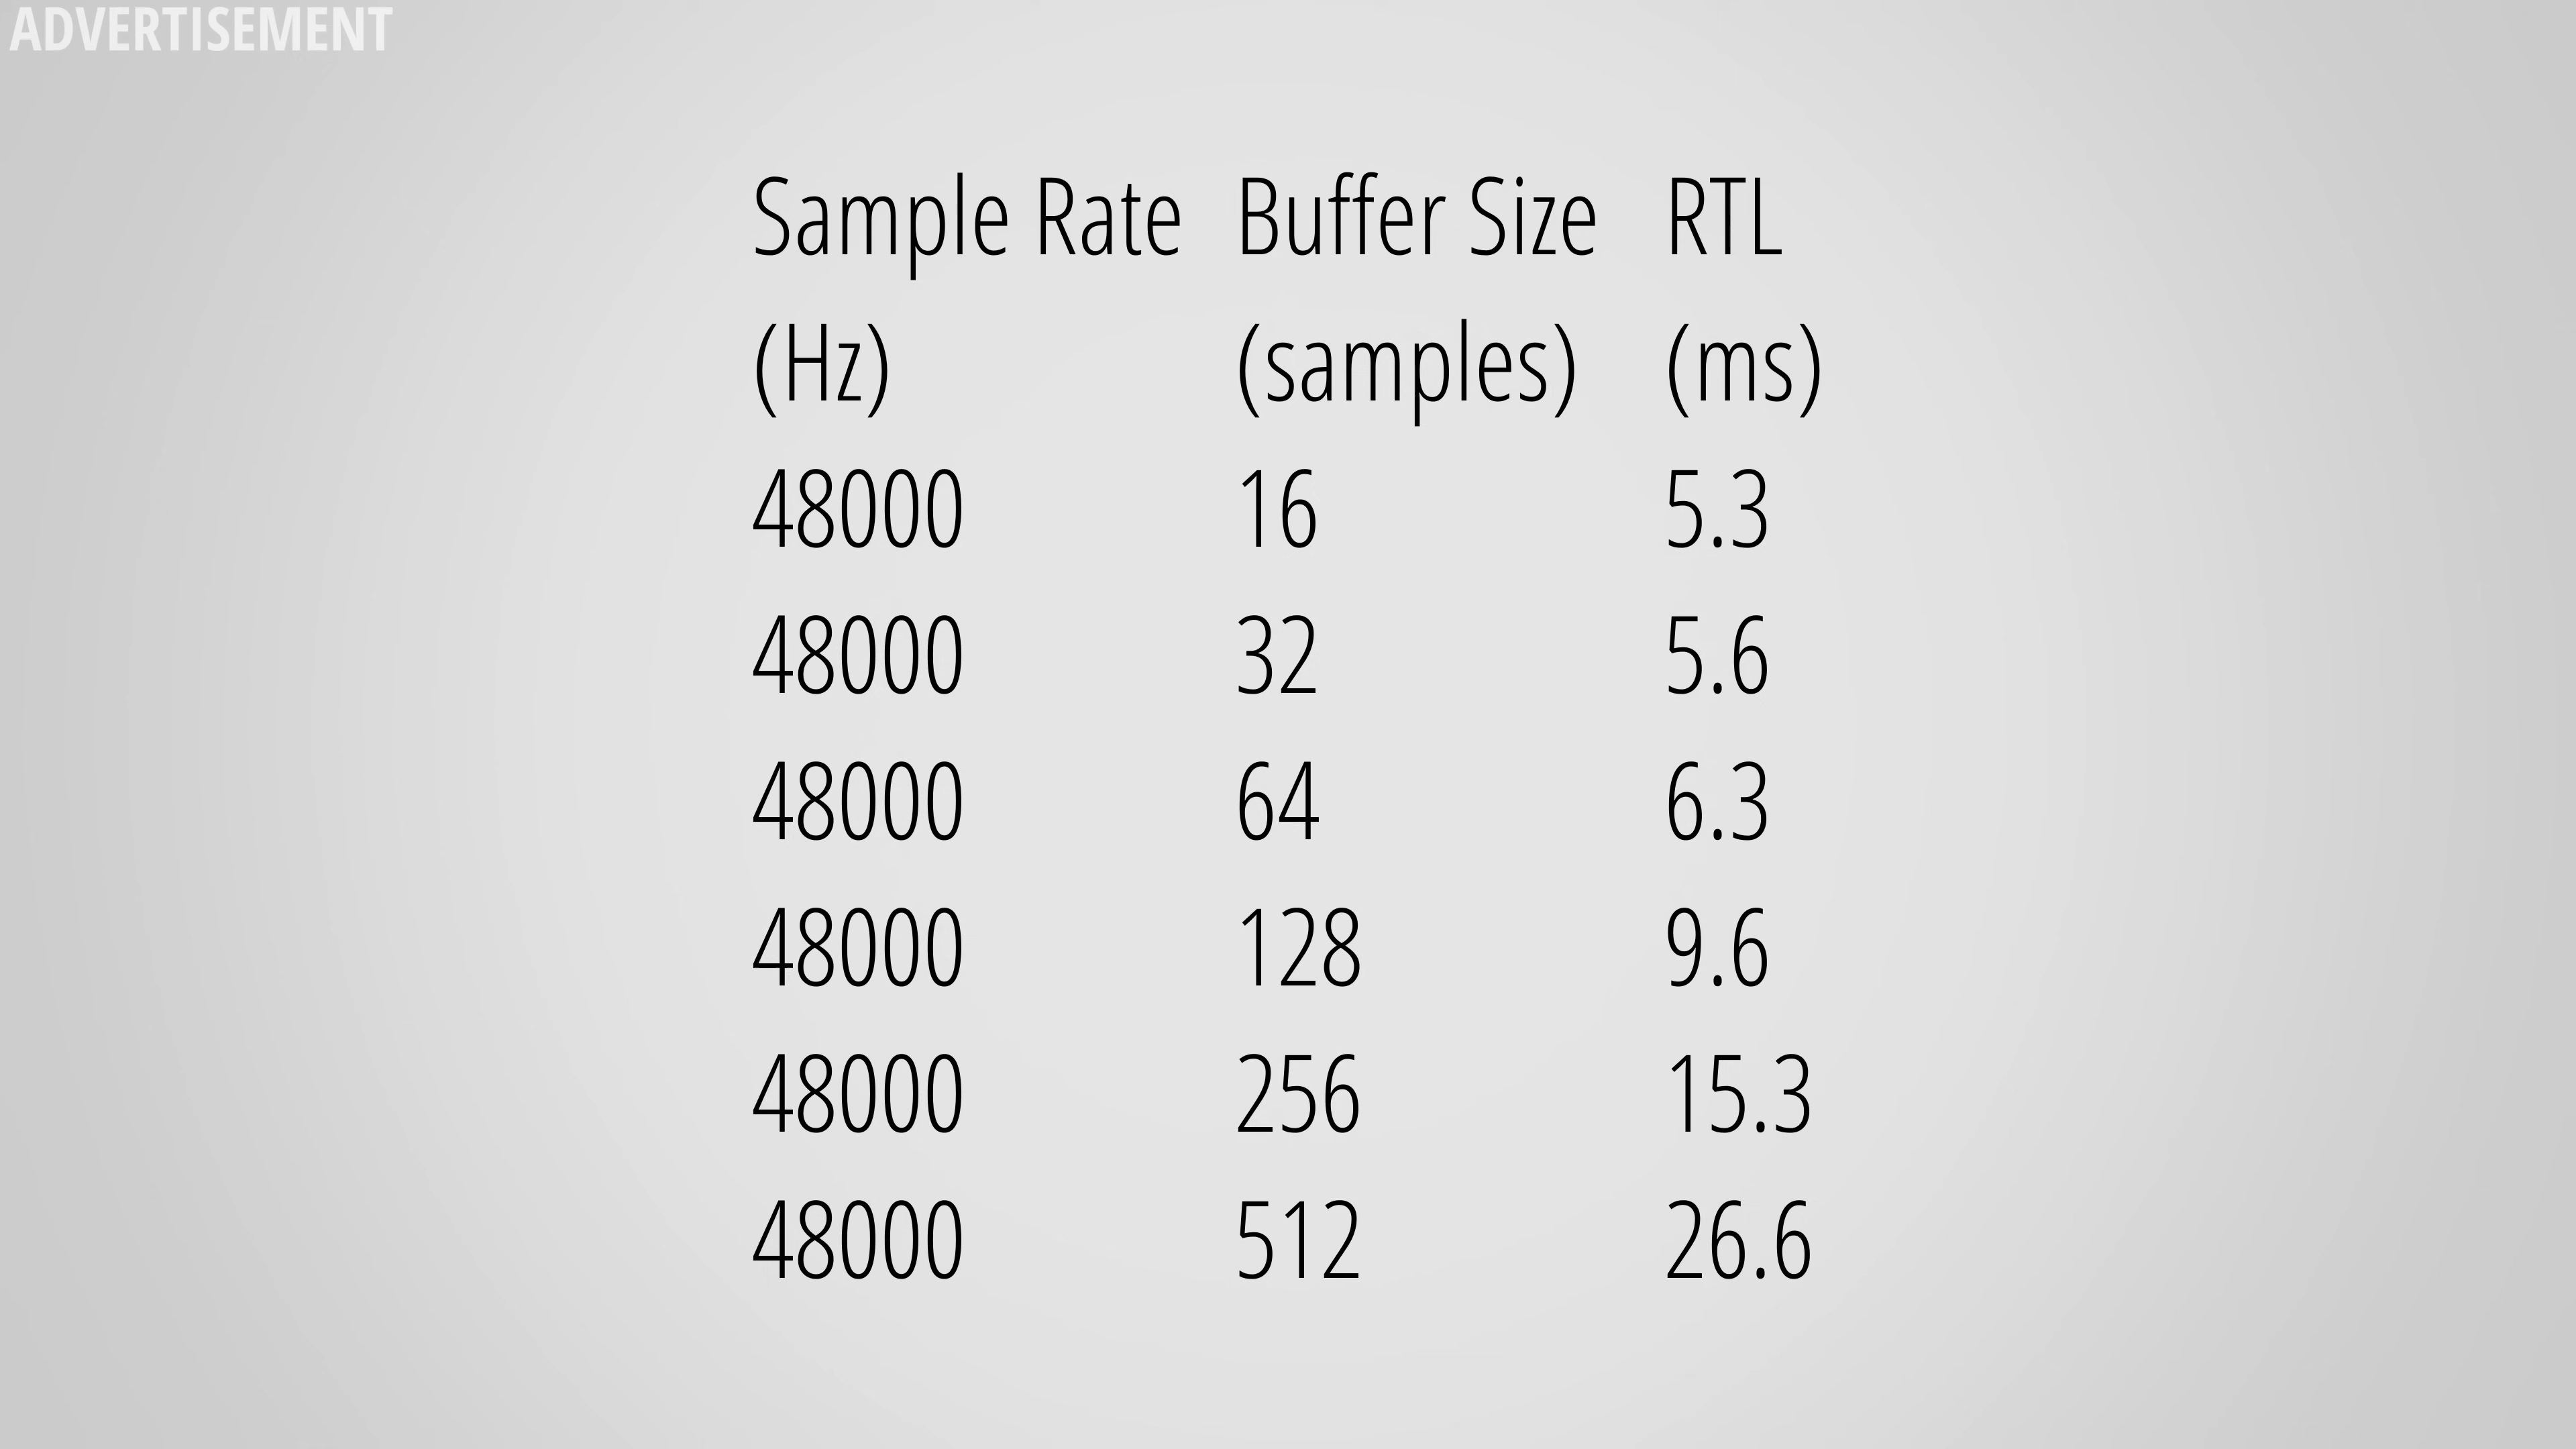 ADVERTISEMENT
Sample Rate Buffer Size RTL
(Hz) (samples) (ms)
48000 16 5.3
48000 32 5.6
48000 64 6.3
48000 128 9.6
48000 256 15.3
48000 512 26.6